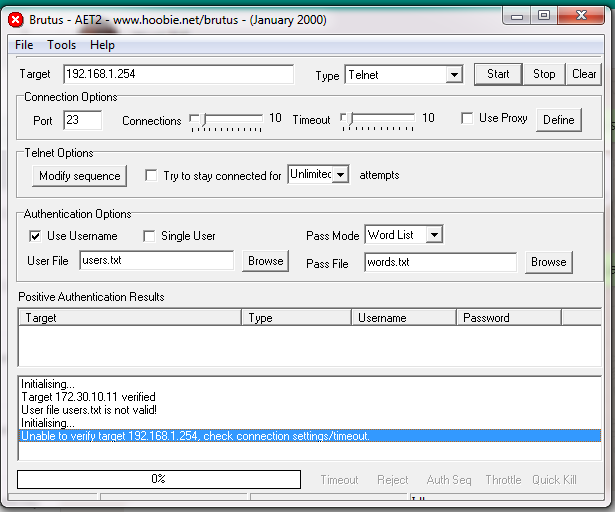 Brutus - AET2 - www.hoobie.net/brutus - (January 2000)
File Tools Help
Target 192.168.1.254 Type Telnet Start Stop Clear
Connection Options
Port 23 Connections 10 Timeout 10 Use Proxy Define
Telnet Options
Modify sequence Try to stay connected for Unlimited attempts
Authentication Options
Use Username Single User Pass Mode Word List
User File users.txt Browse Pass File words.txt Browse
Positive Authentication Results
Target Type Username Password
Initialising...
Target 172.30.10.11 verified
User file users.txt is not valid!
Initialising...
Unable to verify target 192.168.1.254, check connection settings/timeout.
0% Timeout Reject Auth Seq Throttle Quick Kill